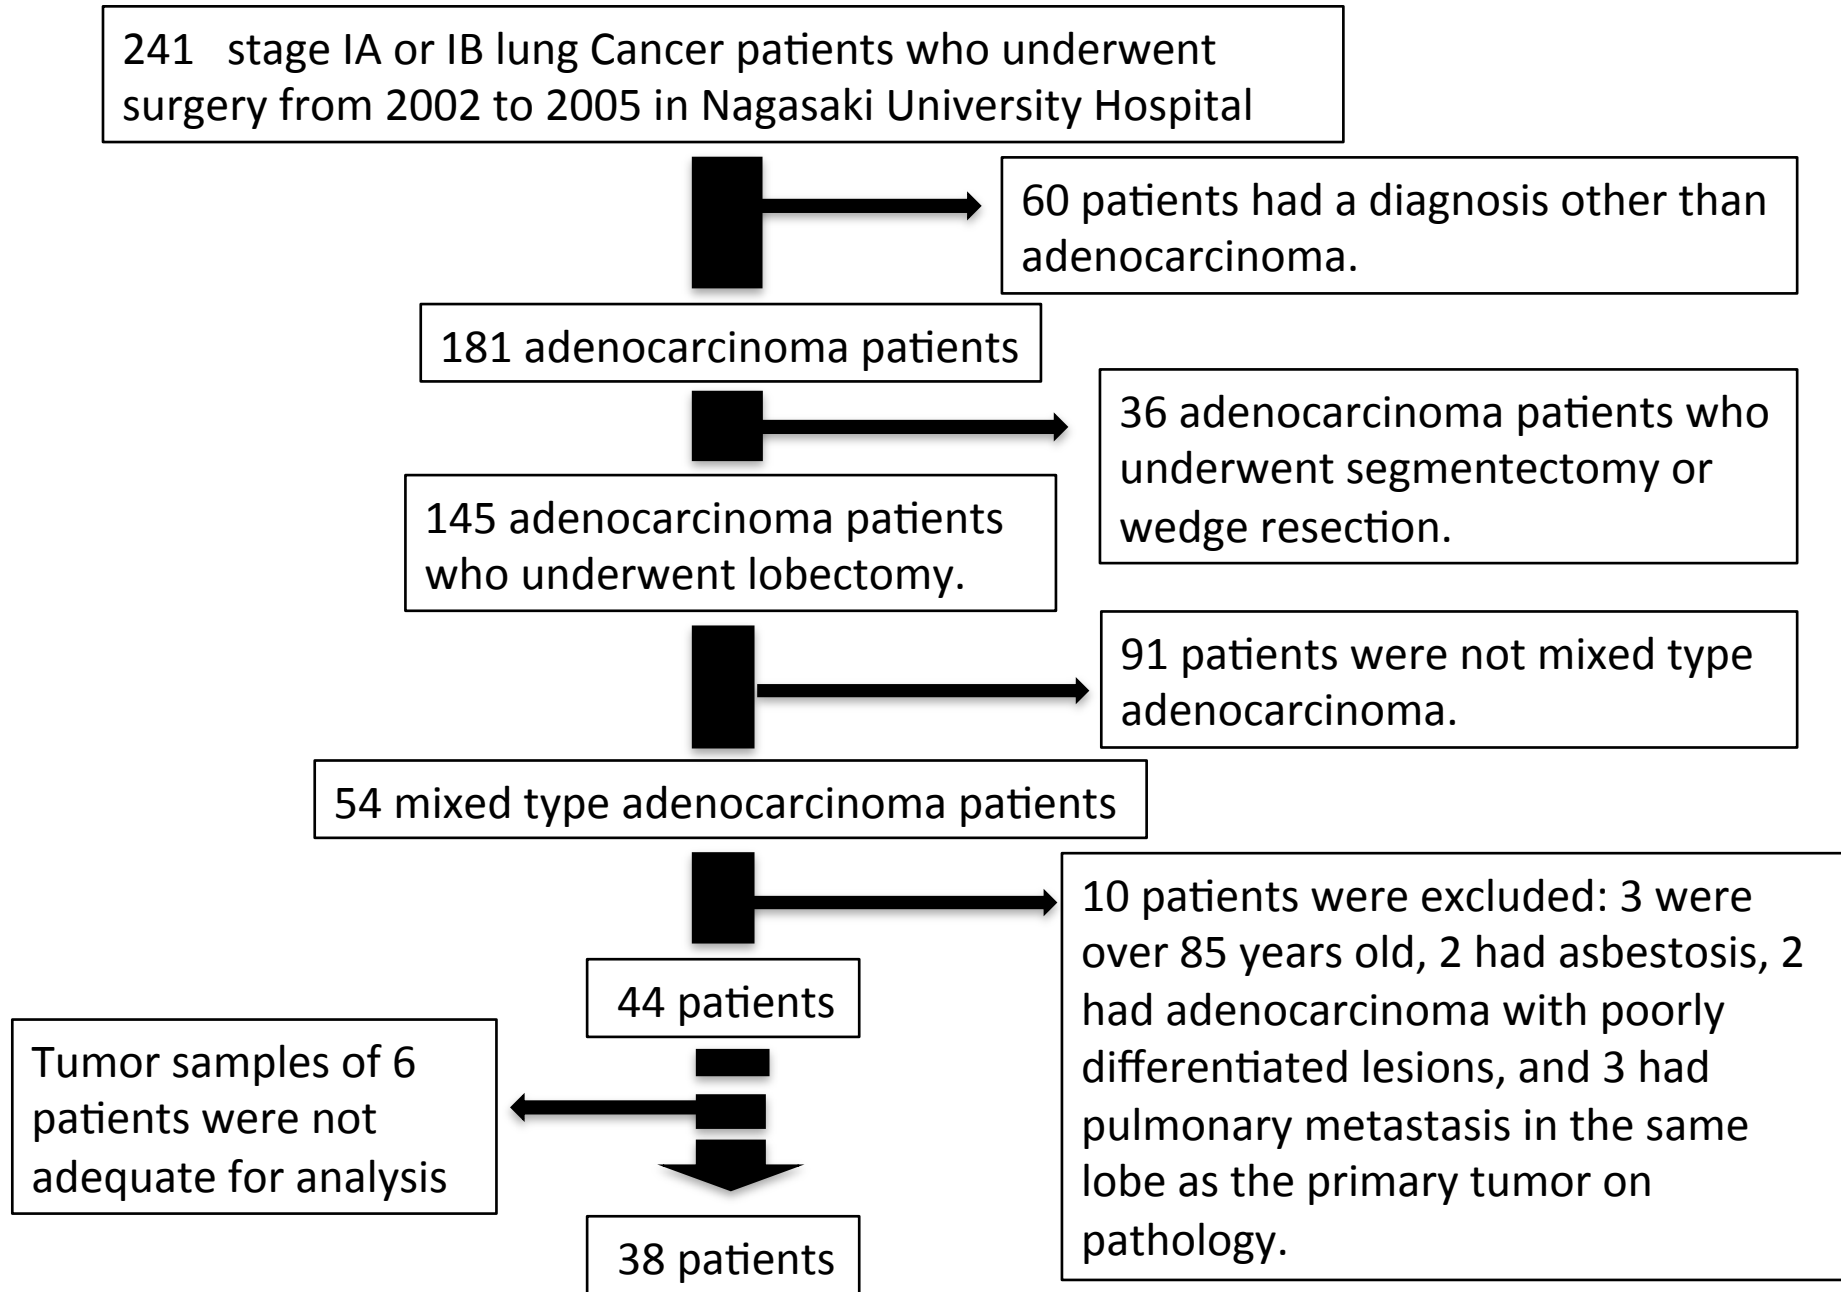 241 stage IA or IB lung Cancer patients who underwent
surgery from 2002 to 2005 in Nagasaki University Hospital
60 patients had a diagnosis other than
adenocarcinoma.
181 adenocarcinoma patients
36 adenocarcinoma patients who
underwent segmentectomy or
wedge resection.
145 adenocarcinoma patients
who underwent lobectomy.
91 patients were not mixed type
adenocarcinoma.
54 mixed type adenocarcinoma patients
10 patients were excluded: 3 were
over 85 years old, 2 had asbestosis, 2
had adenocarcinoma with poorly
differentiated lesions, and 3 had
pulmonary metastasis in the same
lobe as the primary tumor on
pathology.
44 patients
Tumor samples of 6
patients were not
adequate for analysis
38 patients